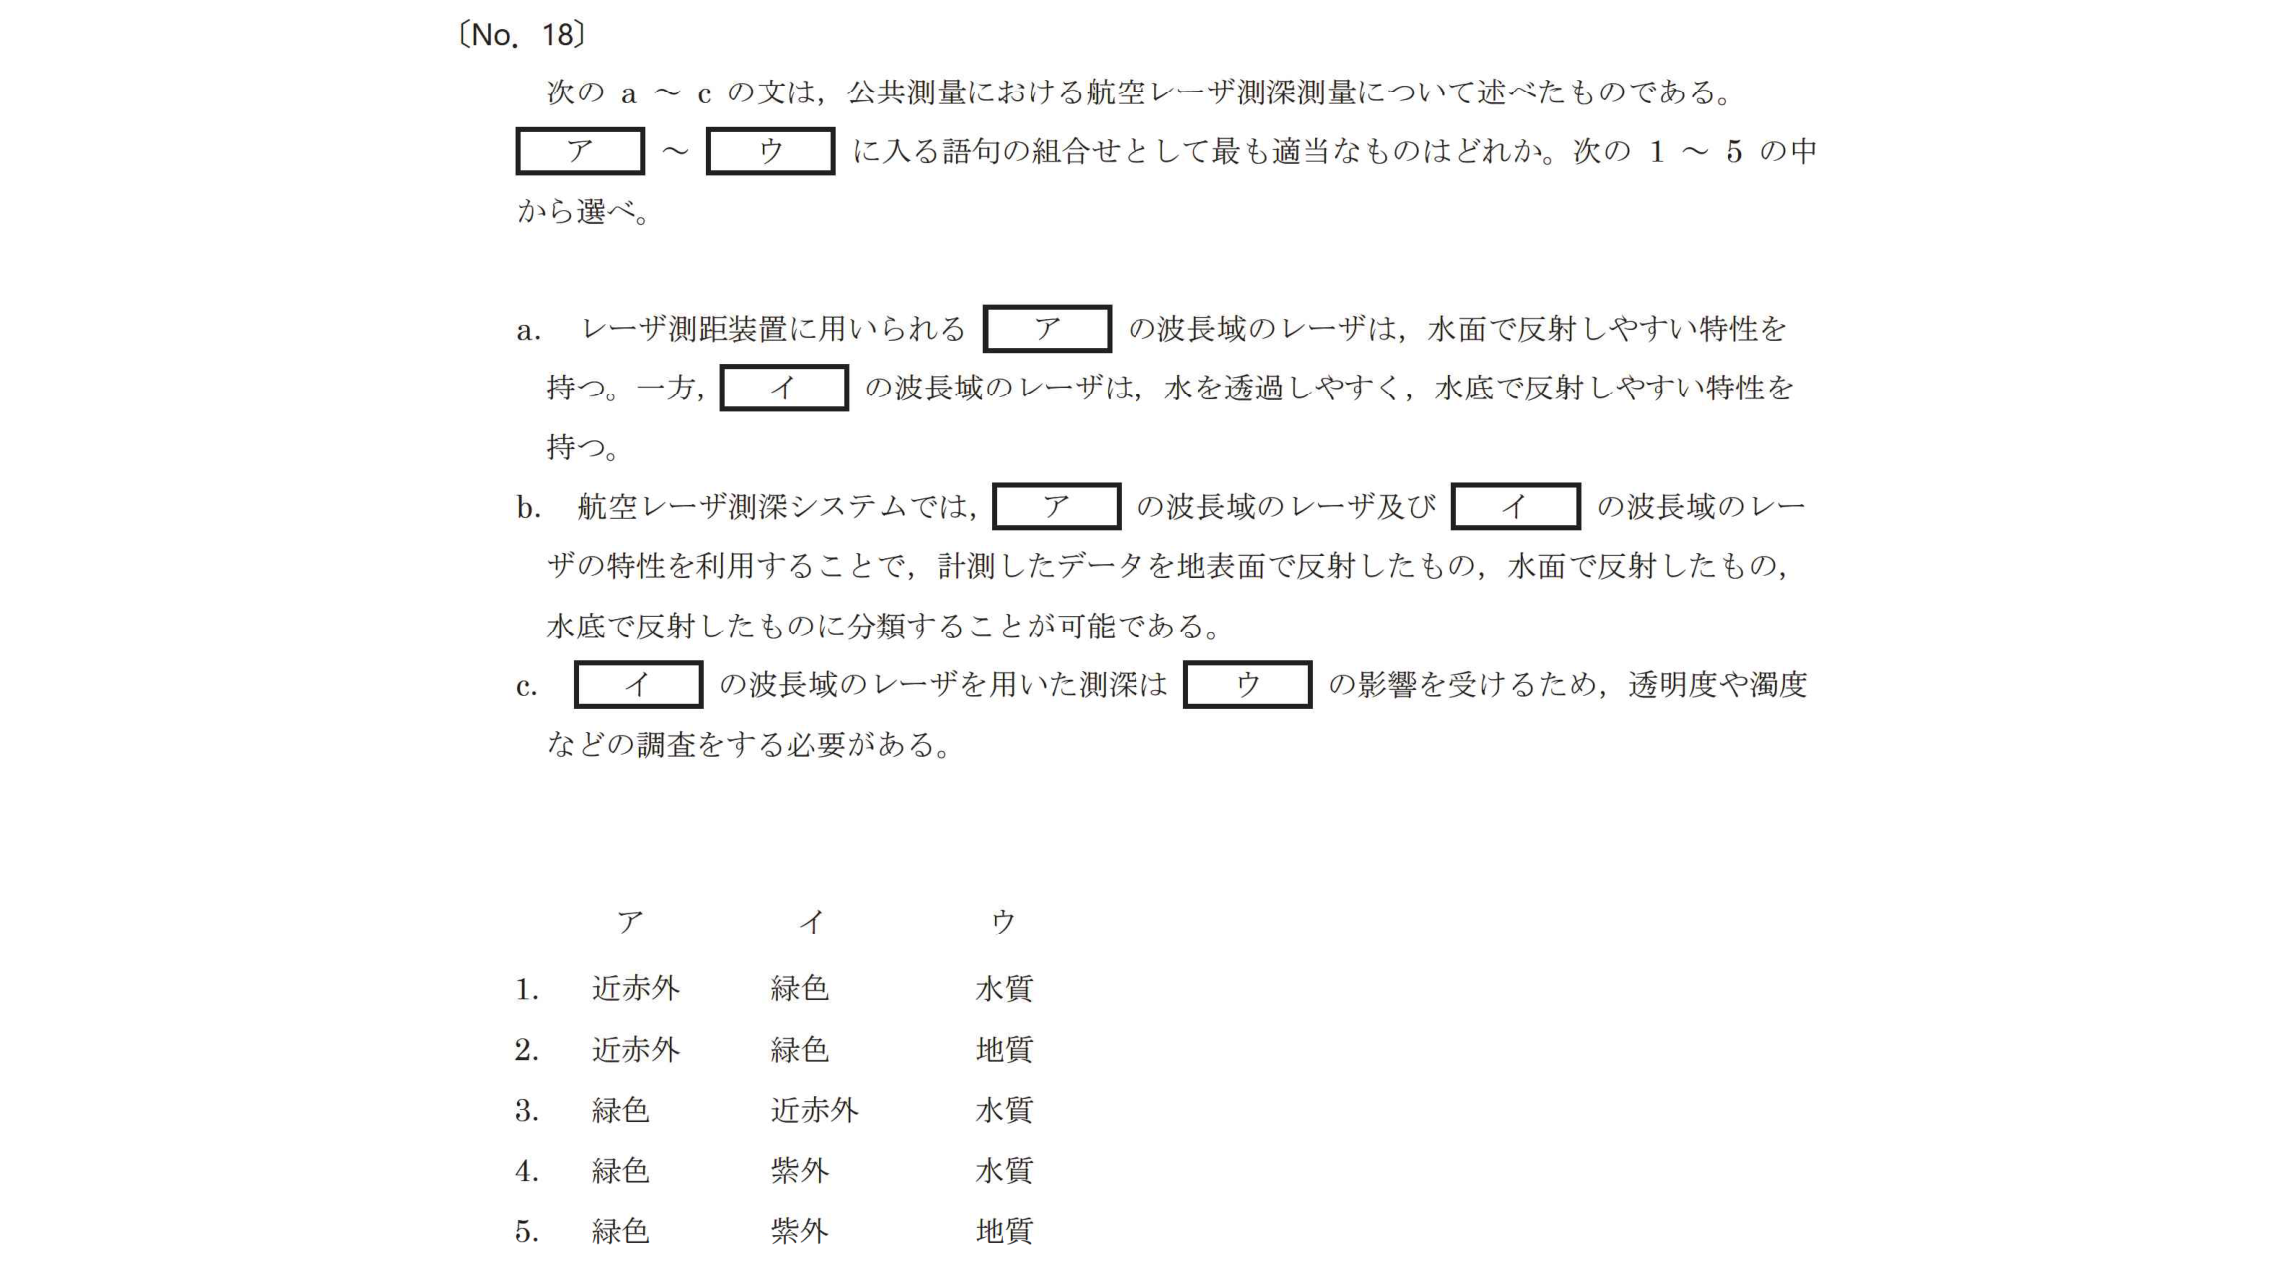 〔No. 18〕
次の a ～ c の文は，公共測量における航空レーザ測深測量について述べたものである。
ア ～ ウ に入る語句の組合せとして最も適当なものはどれか。次の 1 ～ 5 の中
から選べ。
a. レーザ測距装置に用いられる ア の波長域のレーザは，水面で反射しやすい特性を
持つ。一方， イ の波長域のレーザは，水を透過しやすく，水底で反射しやすい特性を
持つ。
b. 航空レーザ測深システムでは， ア の波長域のレーザ及び イ の波長域のレー
ザの特性を利用することで，計測したデータを地表面で反射したもの，水面で反射したもの，
水底で反射したものに分類することが可能である。
c. イ の波長域のレーザを用いた測深は ウ の影響を受けるため，透明度や濁度
などの調査をする必要がある。
ア イ ウ
1. 近赤外 緑色 水質
2. 近赤外 緑色 地質
3. 緑色 近赤外 水質
4. 緑色 紫外 水質
5. 緑色 紫外 地質